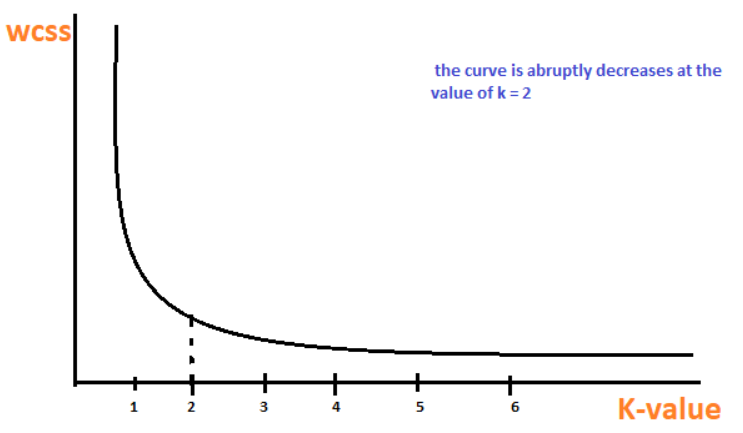 wcss
the curve is abruptly decreases at the
value of k = 2
1 2 3 4 5 6
K-value